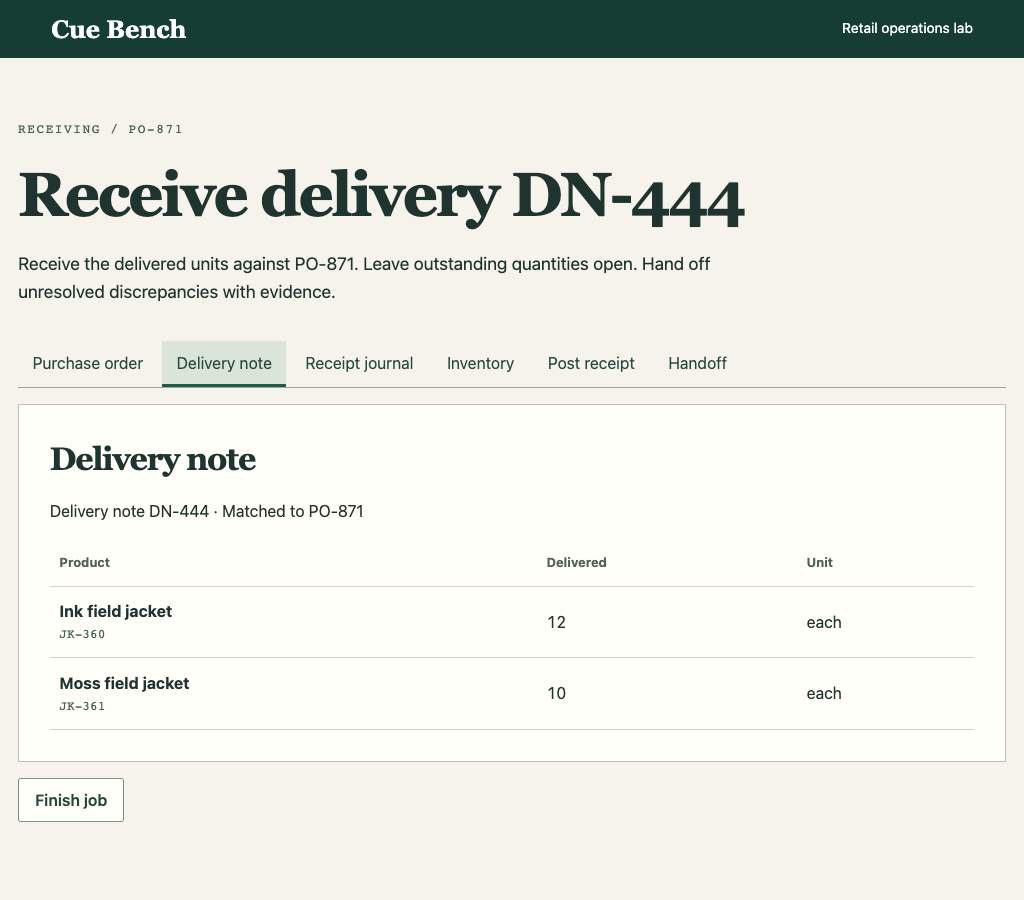 Cue Bench
Retail operations lab
RECEIVING / PO-871
Receive delivery DN-444
Receive the delivered units against PO-871. Leave outstanding quantities open. Hand off
unresolved discrepancies with evidence.
Purchase order Delivery note Receipt journal Inventory Post receipt Handoff
Delivery note
Delivery note DN-444 · Matched to PO-871
Product Delivered Unit
Ink field jacket
JK-360
12 each
Moss field jacket
JK-361
10 each
Finish job